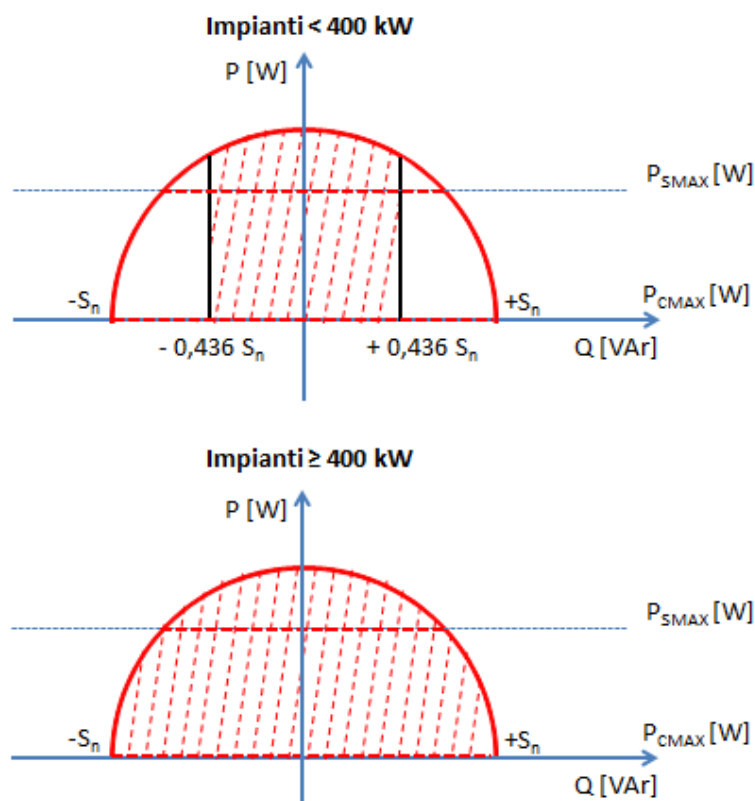 Impianti < 400 kW
P [W]
P_SMAX [W]
-S_n
+S_n
P_CMAX [W]
- 0,436 S_n
+ 0,436 S_n
Q [VAr]
Impianti ≥ 400 kW
P [W]
P_SMAX [W]
-S_n
+S_n
P_CMAX [W]
Q [VAr]